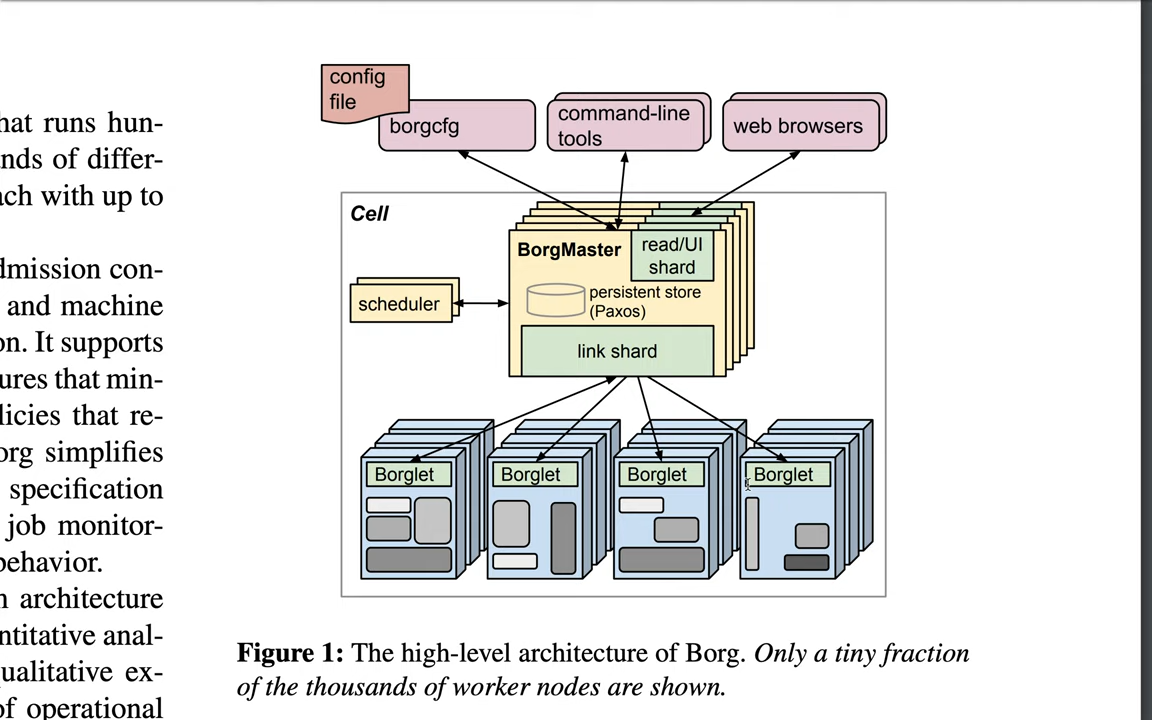 hat runs hun-
nds of differ-
ach with up to
dmission con-
and machine
on. It supports
ures that min-
licies that re-
org simplifies
specification
job monitor-
behavior.
n architecture
ntitative anal-
qualitative ex-
of operational
config
file
borgcfg
command-line
tools
web browsers
Cell
BorgMaster
read/UI
shard
scheduler
persistent store
(Paxos)
link shard
Borglet
Borglet
Borglet
Borglet
Figure 1: The high-level architecture of Borg. Only a tiny fraction
of the thousands of worker nodes are shown.